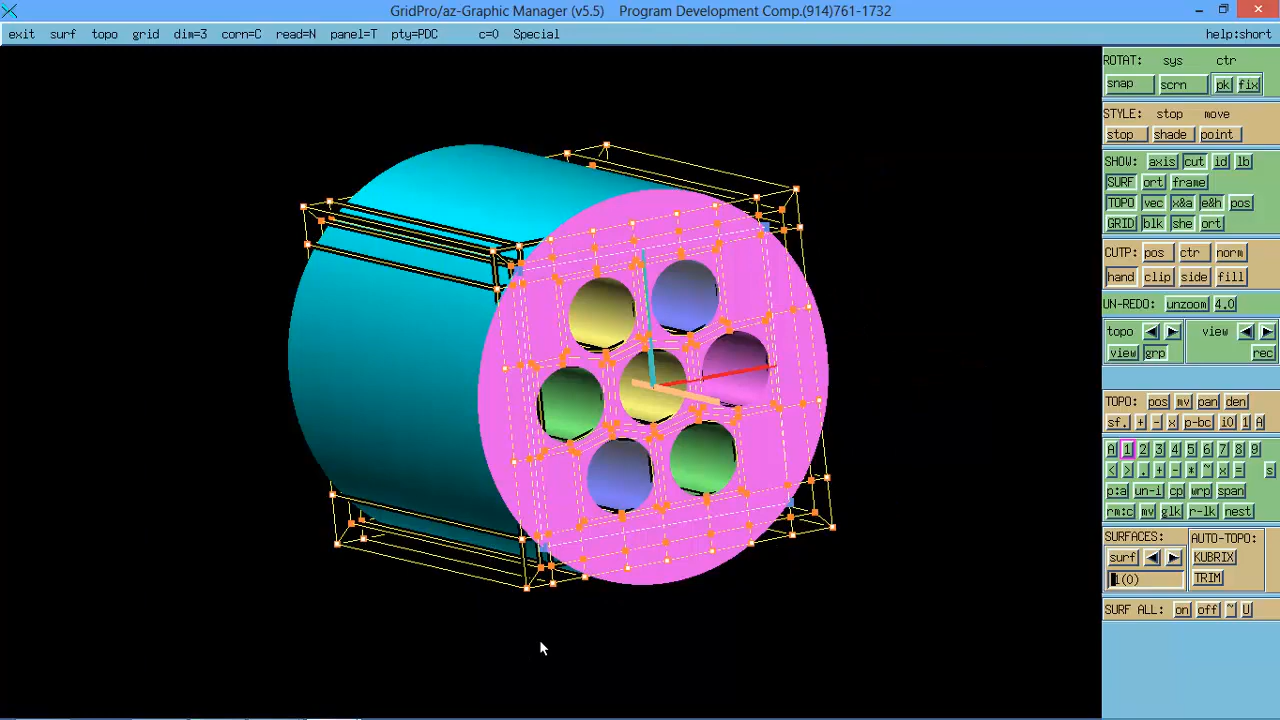 GridPro/az-Graphic Manager (v5.5) Program Development Comp.(914)761-1732
exit surf topo grid dim=3 corn=C read=N panel=T pty=PDC c=0 Special help:short
ROTAT: sys ctr
snap scrn pk fix
STYLE: stop move
stop shade point
SHOW: axis cut id lb
SURF ort frame
TOPO vec x&a e&h pos
GRID blk she ort
CUTP: pos ctr norm
hand clip side fill
UN-REDO: unzoom 4.0
topo view
view grp rec
TOPO: pos mv pan den
sf. + - x p-bc i0 1 A
A 1 2 3 4 5 6 7 8 9
< > . + - * ~ x = s
p:a un-i cp wrp span
rm:c mv glk r-lk nest
SURFACES: AUTO-TOPO:
surf KUBRIX
1(0) TRIM
SURF ALL: on off ~ U